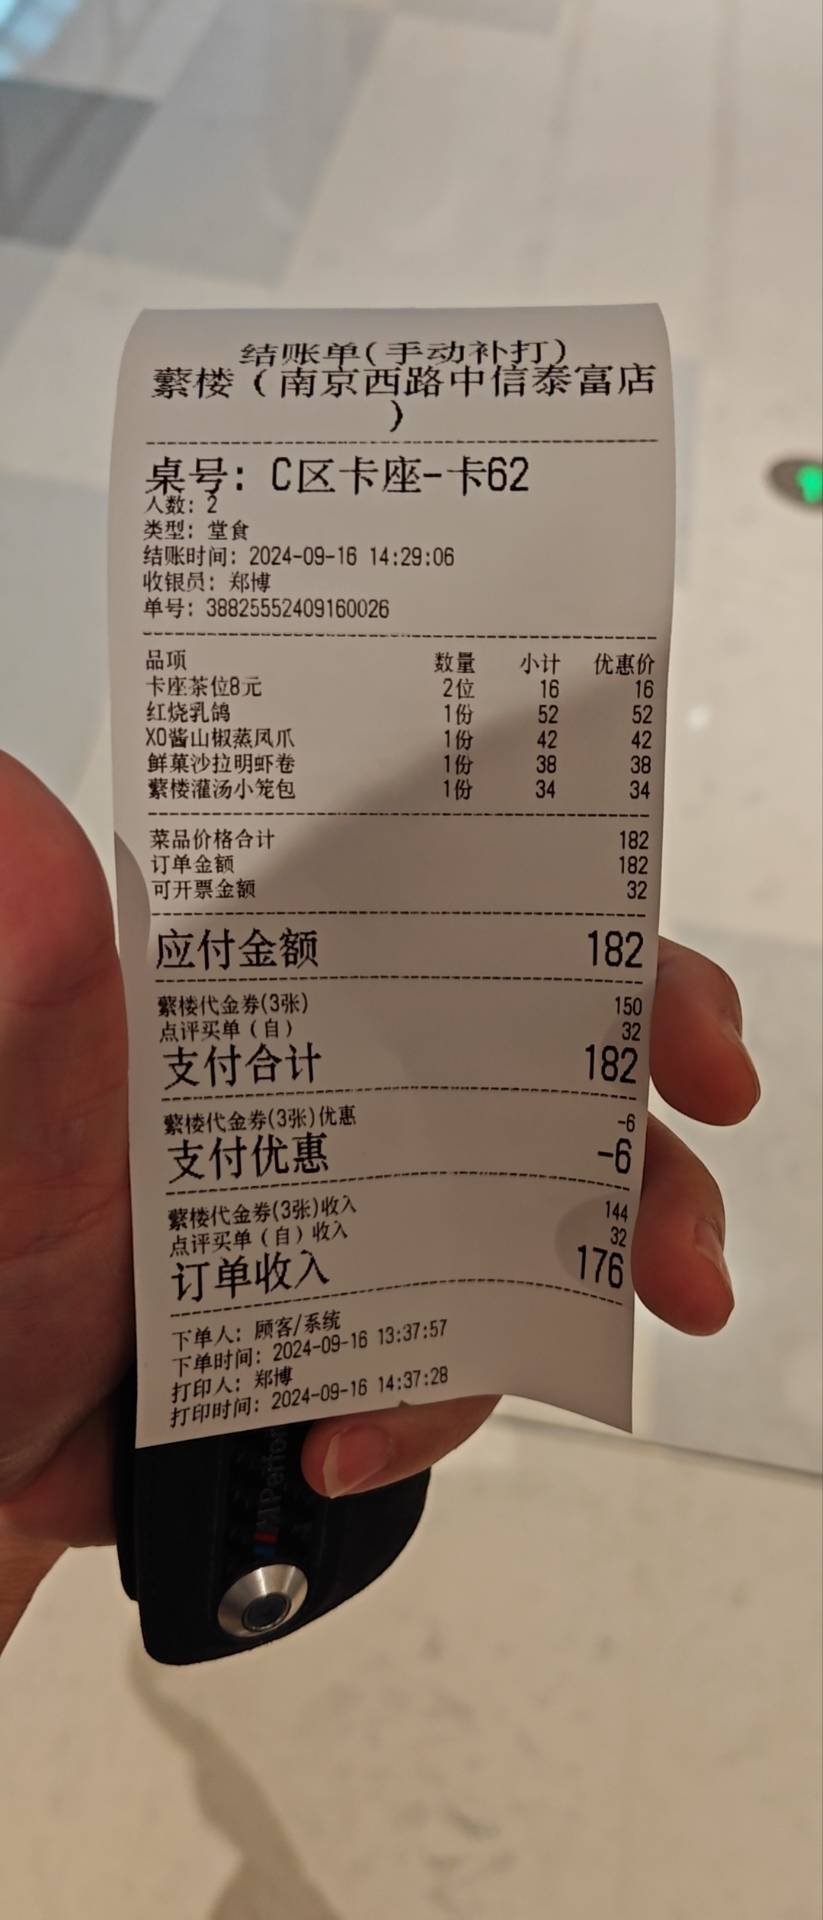 结账单(手动补打)
蘩楼（南京西路中信泰富店
）
桌号: C区卡座-卡62
人数: 2
类型: 堂食
结账时间: 2024-09-16 14:29:06
收银员: 郑博
单号: 38825552409160026
品项 数量 小计 优惠价
卡座茶位8元 2位 16 16
红烧乳鸽 1份 52 52
XO酱山椒蒸凤爪 1份 42 42
鲜菓沙拉明虾卷 1份 38 38
蘩楼灌汤小笼包 1份 34 34
菜品价格合计 182
订单金额 182
可开票金额 32
应付金额 182
蘩楼代金券(3张) 150
点评买单（自） 32
支付合计 182
蘩楼代金券(3张)优惠 -6
支付优惠 -6
蘩楼代金券(3张)收入 144
点评买单（自）收入 32
订单收入 176
下单人: 顾客/系统
下单时间: 2024-09-16 13:37:57
打印人: 郑博
打印时间: 2024-09-16 14:37:28